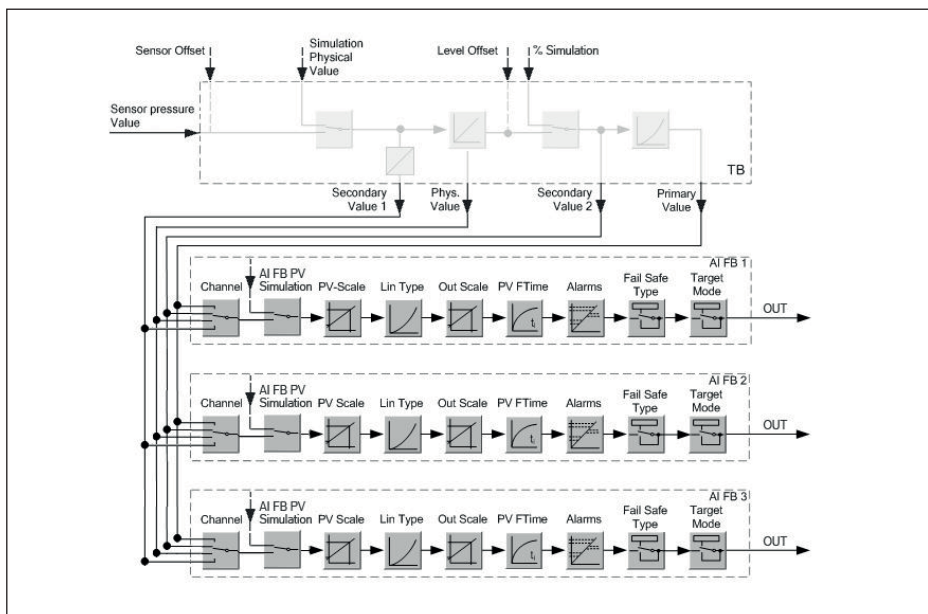 Sensor Offset
Simulation
Physical
Value
Level Offset
% Simulation
Sensor pressure
Value
TB
Secondary
Value 1
Phys.
Value
Secondary
Value 2
Primary
Value
AI FB 1
Channel
AI FB PV
Simulation
PV-Scale
Lin Type
Out Scale
PV FTime
Alarms
Fail Safe
Type
Target
Mode
OUT
t i
AI FB 2
Channel
AI FB PV
Simulation
PV Scale
Lin Type
Out Scale
PV FTime
Alarms
Fail Safe
Type
Target
Mode
OUT
t i
AI FB 3
Channel
AI FB PV
Simulation
PV Scale
Lin Type
Out Scale
PV FTime
Alarms
Fail Safe
Type
Target
Mode
OUT
t i